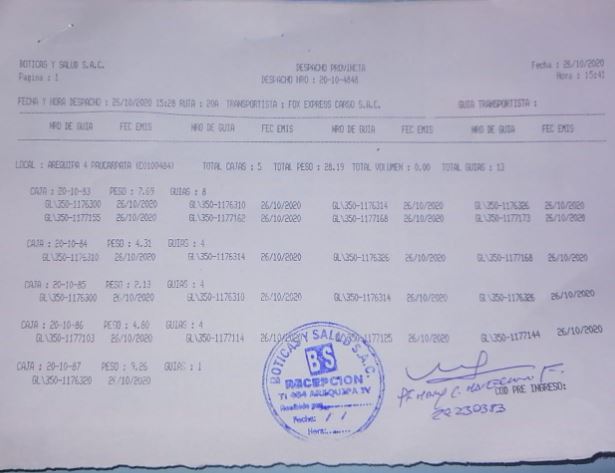 BOTICAS Y SALUD S.A.C. DESPACHO PROVINCIA Fecha : 26/10/2020
Pagina : 1 DESPACHO NRO : 20-10-4848 Hora : 15:41
FECHA Y HORA DESPACHO : 26/10/2020 15:28 RUTA : 20A TRANSPORTISTA : FOX EXPRESS CARGO S.A.C. GUIA TRANSPORTISTA :
NRO DE GUIA FEC EMIS NRO DE GUIA FEC EMIS NRO DE GUIA FEC EMIS NRO DE GUIA FEC EMIS
LOCAL : AREQUIPA 4 PAUCARPATA (C0100484) TOTAL CAJAS : 5 TOTAL PESO : 28.19 TOTAL VOLUMEN : 0.00 TOTAL GUIAS : 13
CAJA : 20-10-83 PESO : 7.69 GUIAS : 8
GL\350-1176300 26/10/2020 GL\350-1176310 26/10/2020 GL\350-1176314 26/10/2020 GL\350-1176326 26/10/2020
GL\350-1177155 26/10/2020 GL\350-1177162 26/10/2020 GL\350-1177168 26/10/2020 GL\350-1177173 26/10/2020
CAJA : 20-10-84 PESO : 4.31 GUIAS : 4
GL\350-1176310 26/10/2020 GL\350-1176314 26/10/2020 GL\350-1176326 26/10/2020 GL\350-1177168 26/10/2020
CAJA : 20-10-85 PESO : 2.13 GUIAS : 4
GL\350-1176300 26/10/2020 GL\350-1176310 26/10/2020 GL\350-1176314 26/10/2020 GL\350-1176326 26/10/2020
CAJA : 20-10-86 PESO : 4.80 GUIAS : 4
GL\350-1177103 26/10/2020 GL\350-1177114 GL\350-1177125 26/10/2020 GL\350-1177144 26/10/2020
CAJA : 20-10-87 PESO : 9.26 GUIAS : 1
GL\350-1176320 26/10/2020
BOTICAS Y SALUD S.A.C.
BS
RECEPCION
AREQUIPA IV
Recibido por
Fecha: / /
Hora:
COD PRE INGRESO: